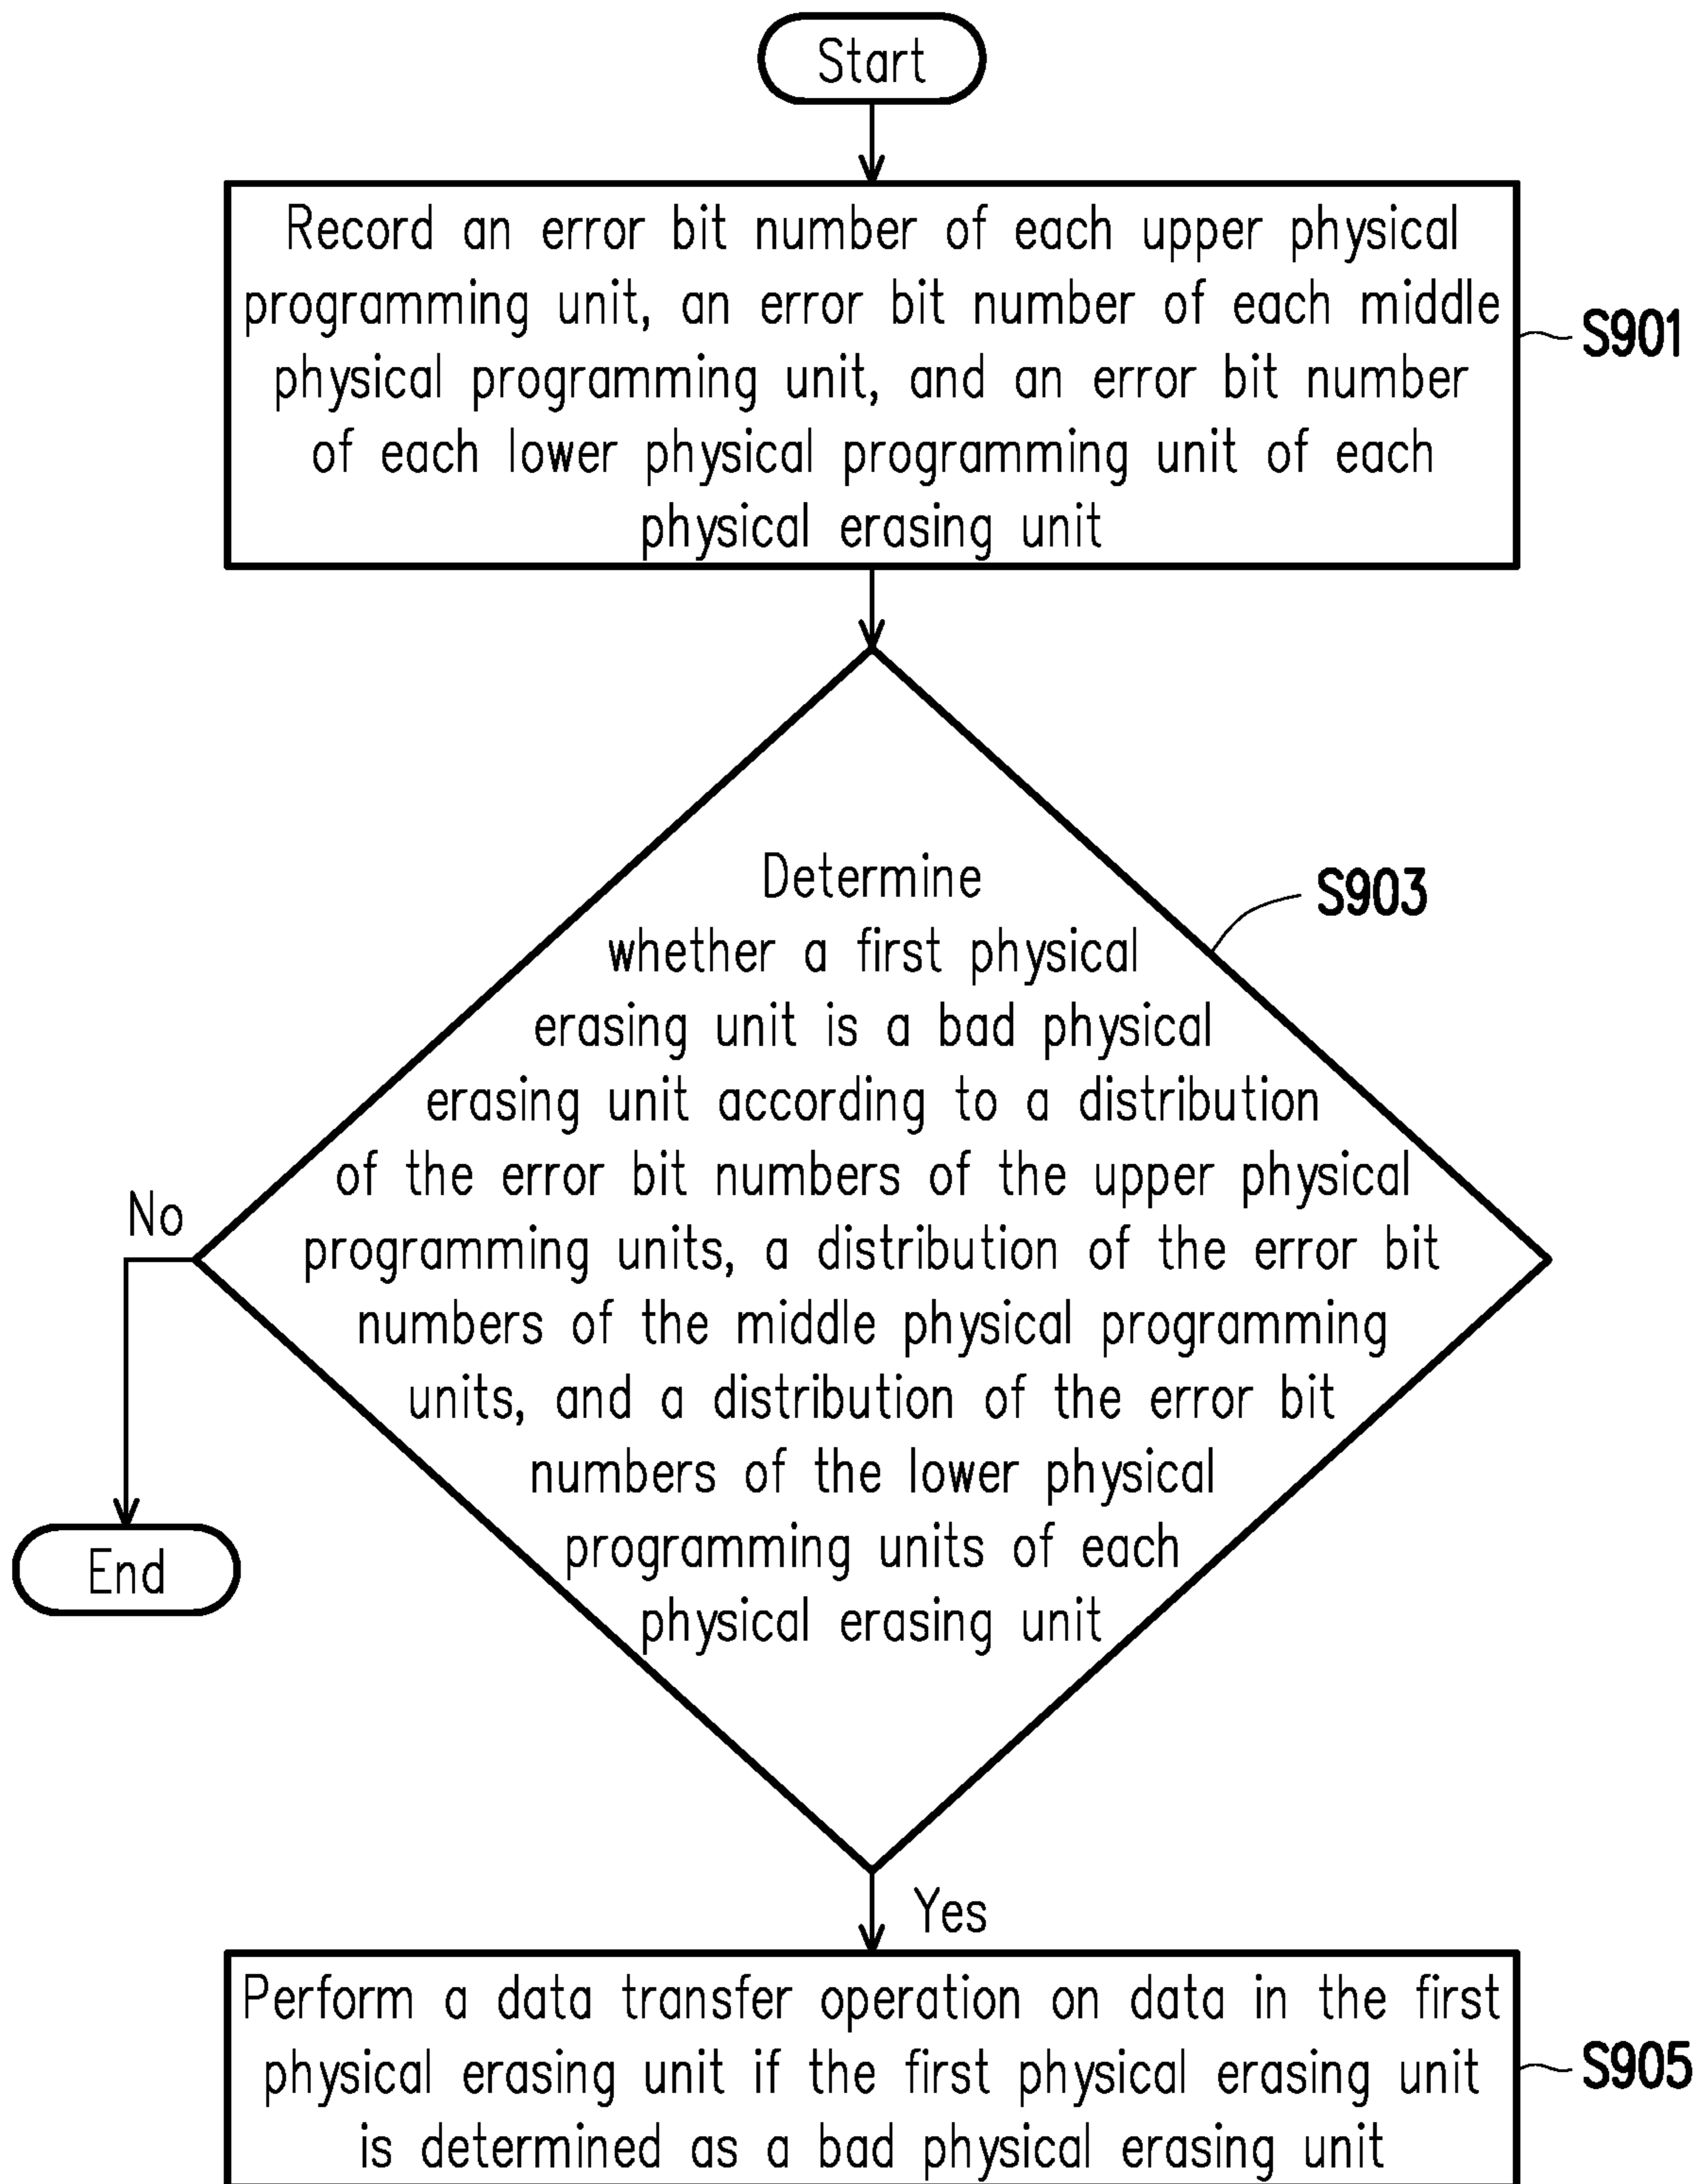 Start
Record an error bit number of each upper physical
programming unit, an error bit number of each middle
physical programming unit, and an error bit number
of each lower physical programming unit of each
physical erasing unit
S901
Determine
S903
whether a first physical
erasing unit is a bad physical
erasing unit according to a distribution
of the error bit numbers of the upper physical
programming units, a distribution of the error bit
numbers of the middle physical programming
units, and a distribution of the error bit
numbers of the lower physical
programming units of each
physical erasing unit
No
End
Yes
Perform a data transfer operation on data in the first
physical erasing unit if the first physical erasing unit
is determined as a bad physical erasing unit
S905